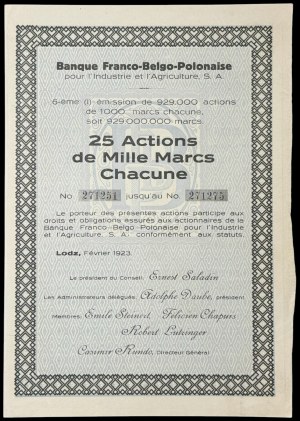 Banque Franco-Belgo-Polonaise
pour l'Industrie et l'Agriculture, S. A.
6-ème (I) émission de 929.000 actions
de 1000 marcs chacune,
soit 929.000.000 marcs.
25 Actions
de Mille Marcs
Chacune
No. 271251 jusqu'au No. 271275
Le porteur des présentes actions participe aux
droits et obligations assurés aux actionnaires de la
Banque Franco-Belgo-Polonaise pour l'Industrie
et l'Agriculture, S. A. conformément aux statuts.
Lodz, Février 1923.
Le président du Conseil: Ernest Saladin
Les Administrateurs délégués: Adolphe Daube, président
Membres: Emile Steinert. Félicien Chapuis
Robert
Casimir Rundo, Directeur Général